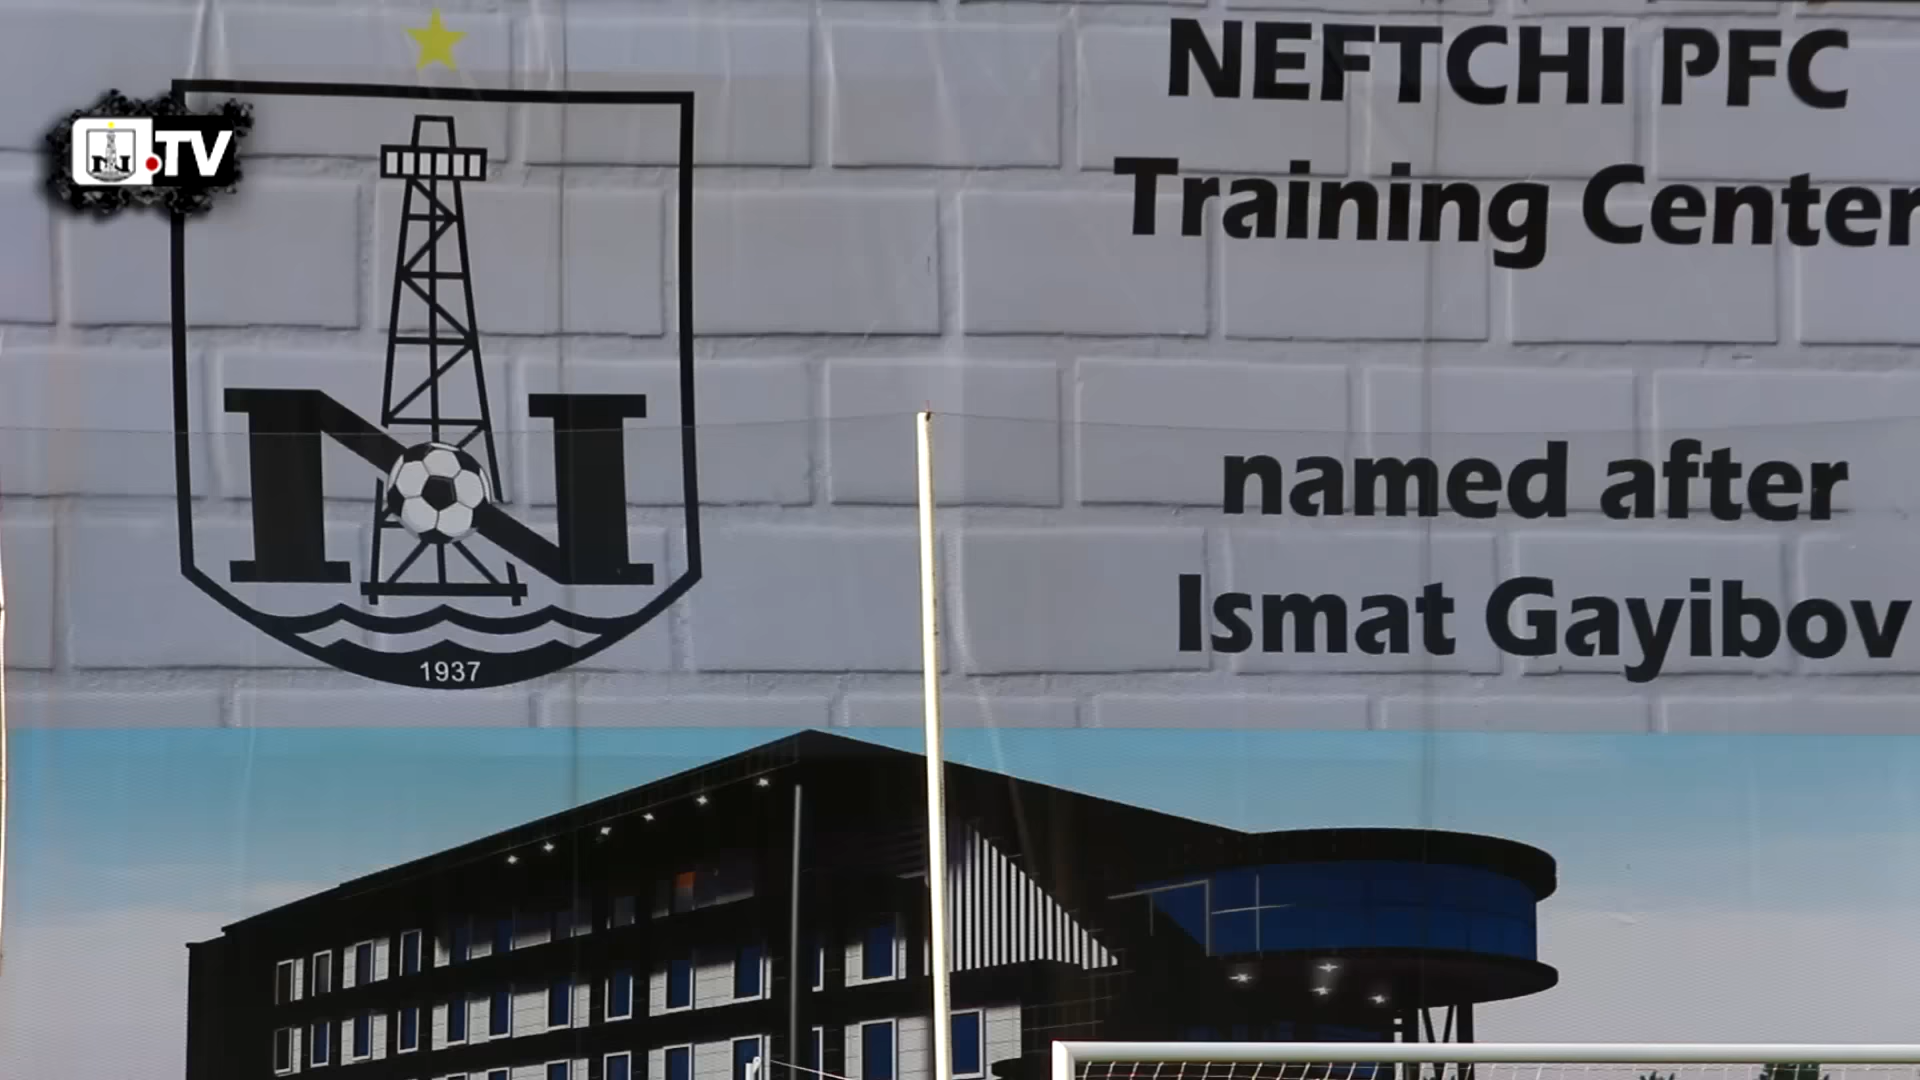 .TV
NEFTCHI PFC
Training Center
named after
Ismat Gayibov
N
1937